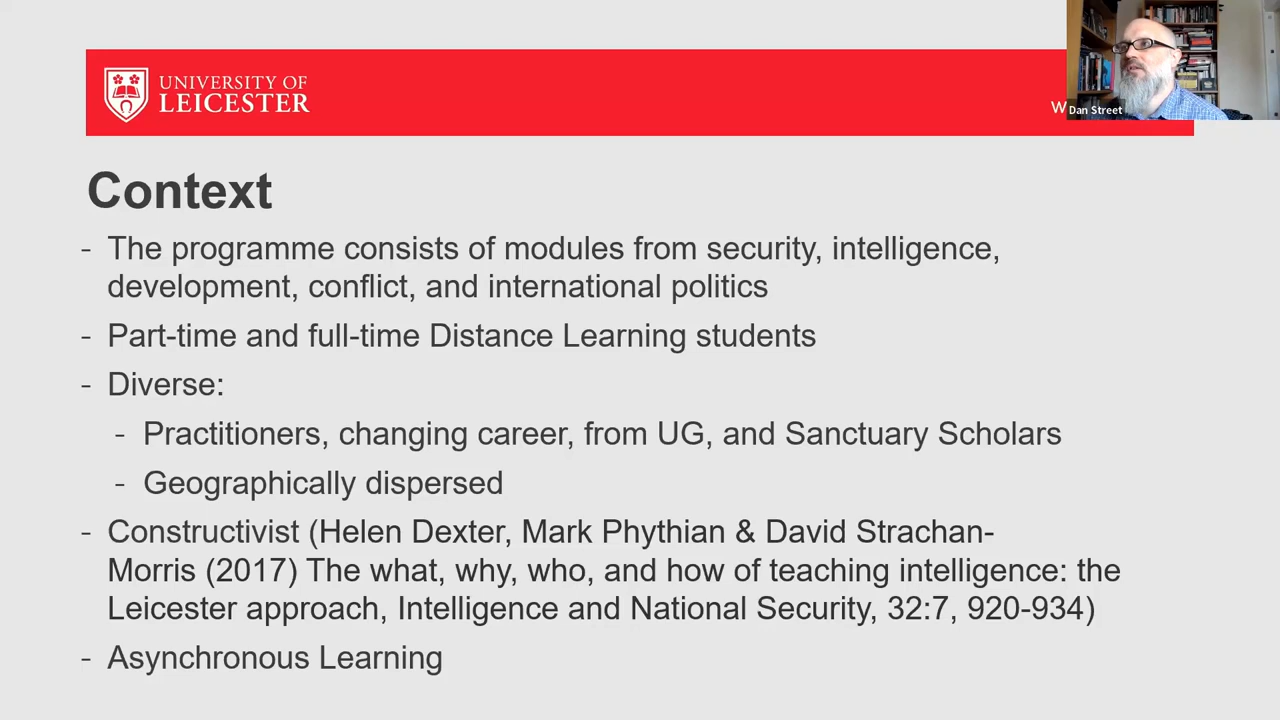 UNIVERSITY OF
LEICESTER
W
Dan Street
Context
- The programme consists of modules from security, intelligence,
development, conflict, and international politics
- Part-time and full-time Distance Learning students
- Diverse:
- Practitioners, changing career, from UG, and Sanctuary Scholars
- Geographically dispersed
- Constructivist (Helen Dexter, Mark Phythian & David Strachan-
Morris (2017) The what, why, who, and how of teaching intelligence: the
Leicester approach, Intelligence and National Security, 32:7, 920-934)
- Asynchronous Learning